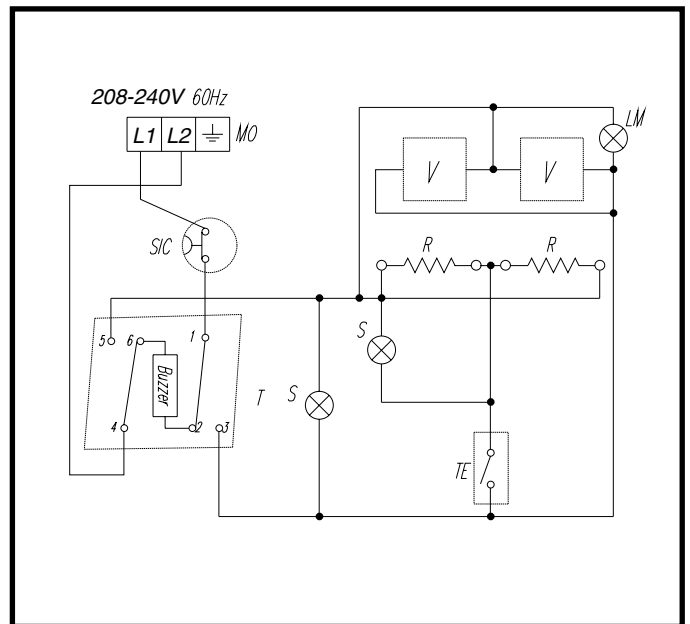 208-240V 60Hz
L1 L2 MO
LM
V V
SIC
R R
S
5 6 1
Buzzer
T S
4 2 3
TE